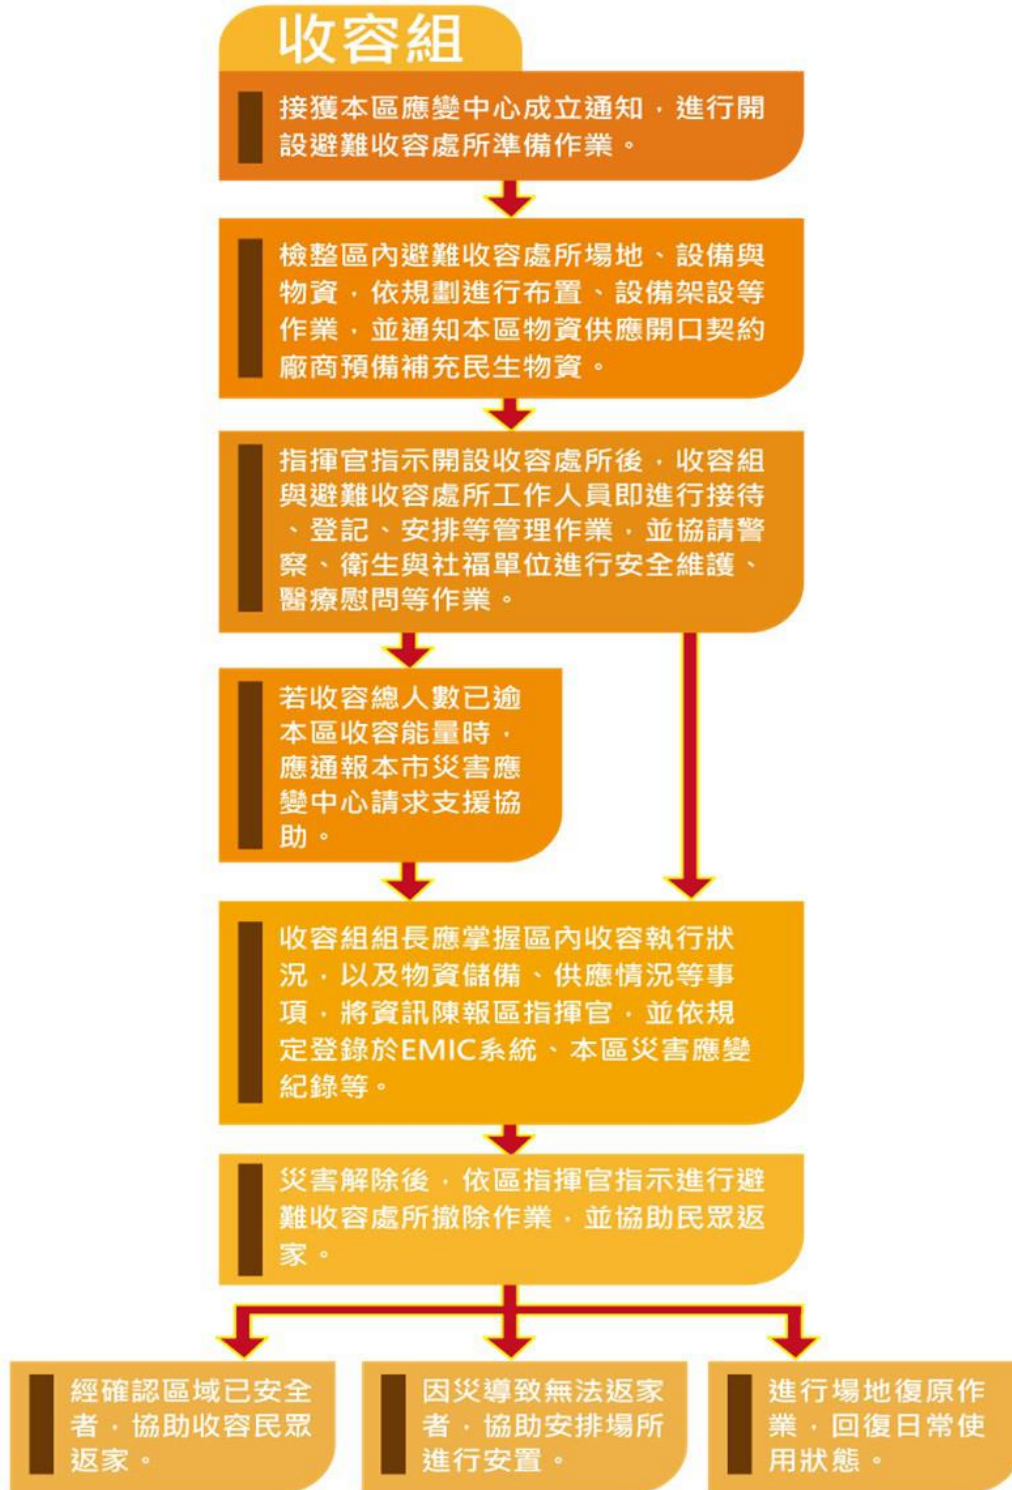 收容組
接獲本區應變中心成立通知，進行開
設避難收容處所準備作業。
檢整區內避難收容處所場地、設備與
物資，依規劃進行布置、設備架設等
作業，並通知本區物資供應開口契約
廠商預備補充民生物資。
指揮官指示開設收容處所後，收容組
與避難收容處所工作人員即進行接待
、登記、安排等管理作業，並協請警
察、衛生與社福單位進行安全維護、
醫療慰問等作業。
若收容總人數已逾
本區收容能量時，
應通報本市災害應
變中心請求支援協
助。
收容組組長應掌握區內收容執行狀
況，以及物資儲備、供應情況等事
項，將資訊陳報區指揮官，並依規
定登錄於EMIC系統、本區災害應變
紀錄等。
災害解除後，依區指揮官指示進行避
難收容處所撤除作業，並協助民眾返
家。
經確認區域已安全
者，協助收容民眾
返家。
因災導致無法返家
者，協助安排場所
進行安置。
進行場地復原作
業，回復日常使
用狀態。